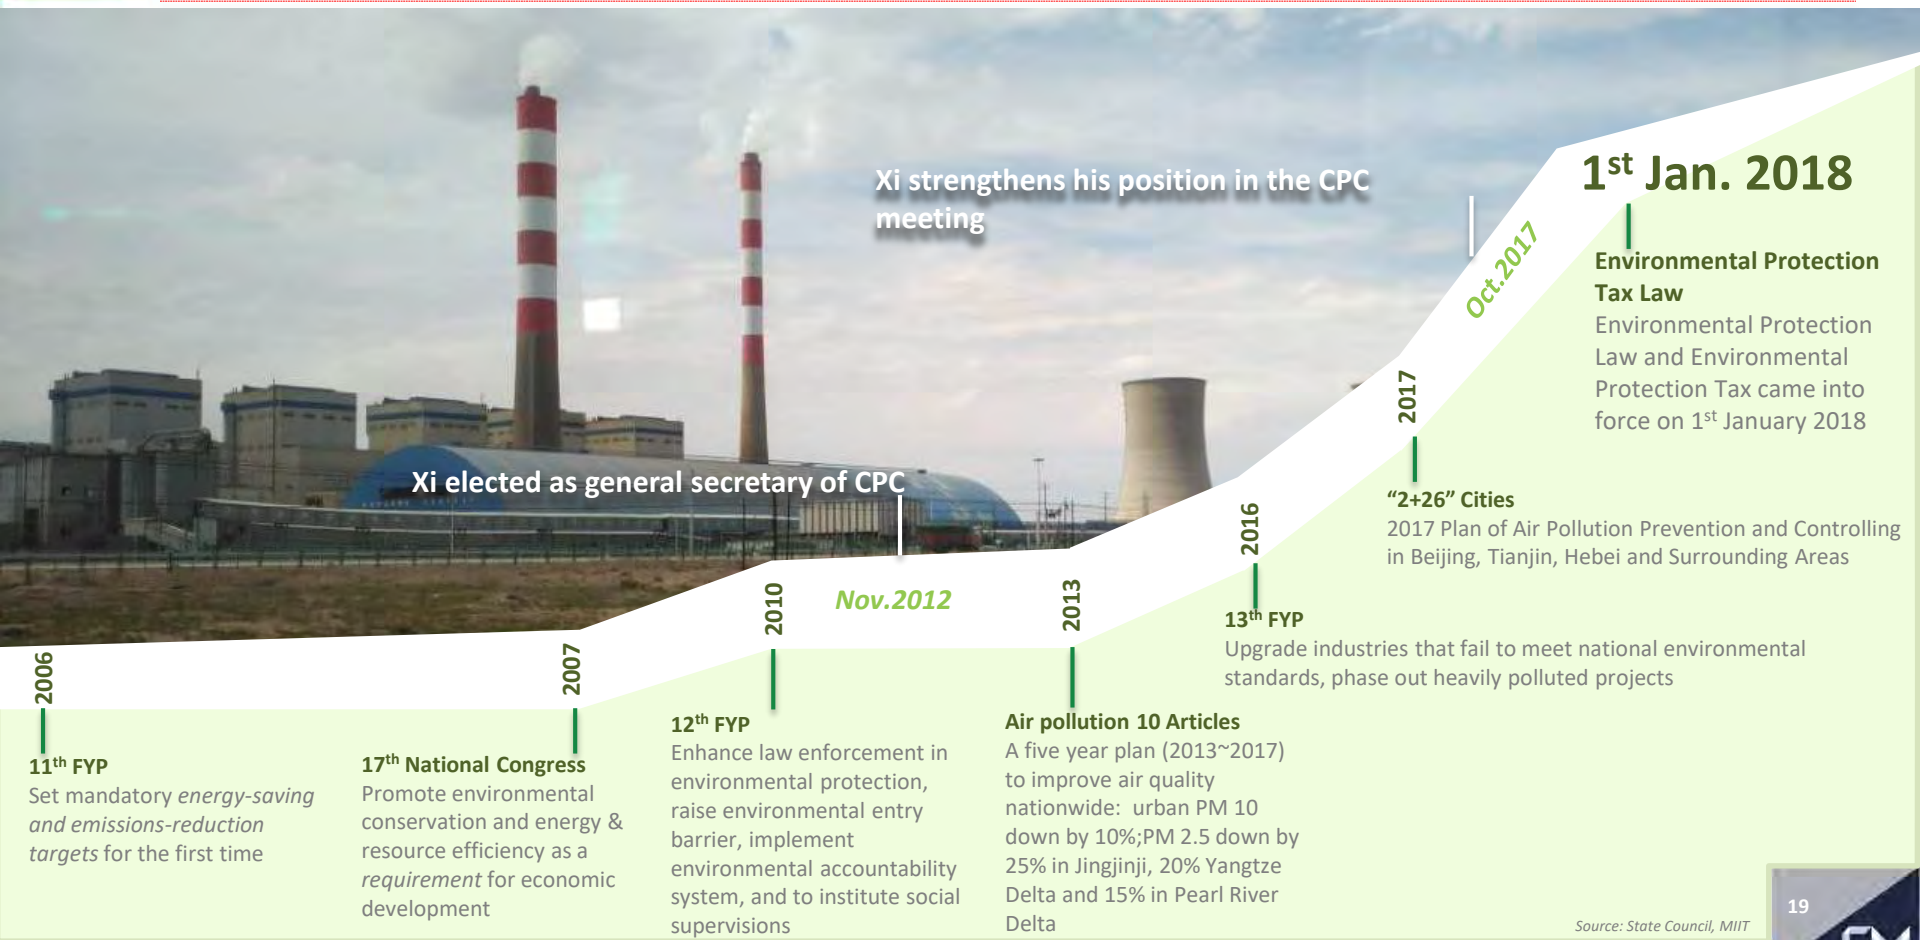 Xi strengthens his position in the CPC
meeting
Xi elected as general secretary of CPC
2006
11th FYP
Set mandatory energy-saving
and emissions-reduction
targets for the first time
2007
17th National Congress
Promote environmental
conservation and energy &
resource efficiency as a
requirement for economic
development
2010
12th FYP
Enhance law enforcement in
environmental protection,
raise environmental entry
barrier, implement
environmental accountability
system, and to institute social
supervisions
Nov.2012
2013
Air pollution 10 Articles
A five year plan (2013~2017)
to improve air quality
nationwide: urban PM 10
down by 10%;PM 2.5 down by
25% in Jingjinji, 20% Yangtze
Delta and 15% in Pearl River
Delta
2016
13th FYP
Upgrade industries that fail to meet national environmental
standards, phase out heavily polluted projects
2017
“2+26” Cities
2017 Plan of Air Pollution Prevention and Controlling
in Beijing, Tianjin, Hebei and Surrounding Areas
Oct.2017
1st Jan. 2018
Environmental Protection
Tax Law
Environmental Protection
Law and Environmental
Protection Tax came into
force on 1st January 2018
Source: State Council, MIIT
19